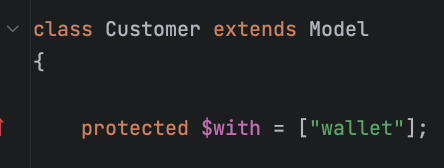 class Customer extends Model
{
protected $with = ["wallet"];